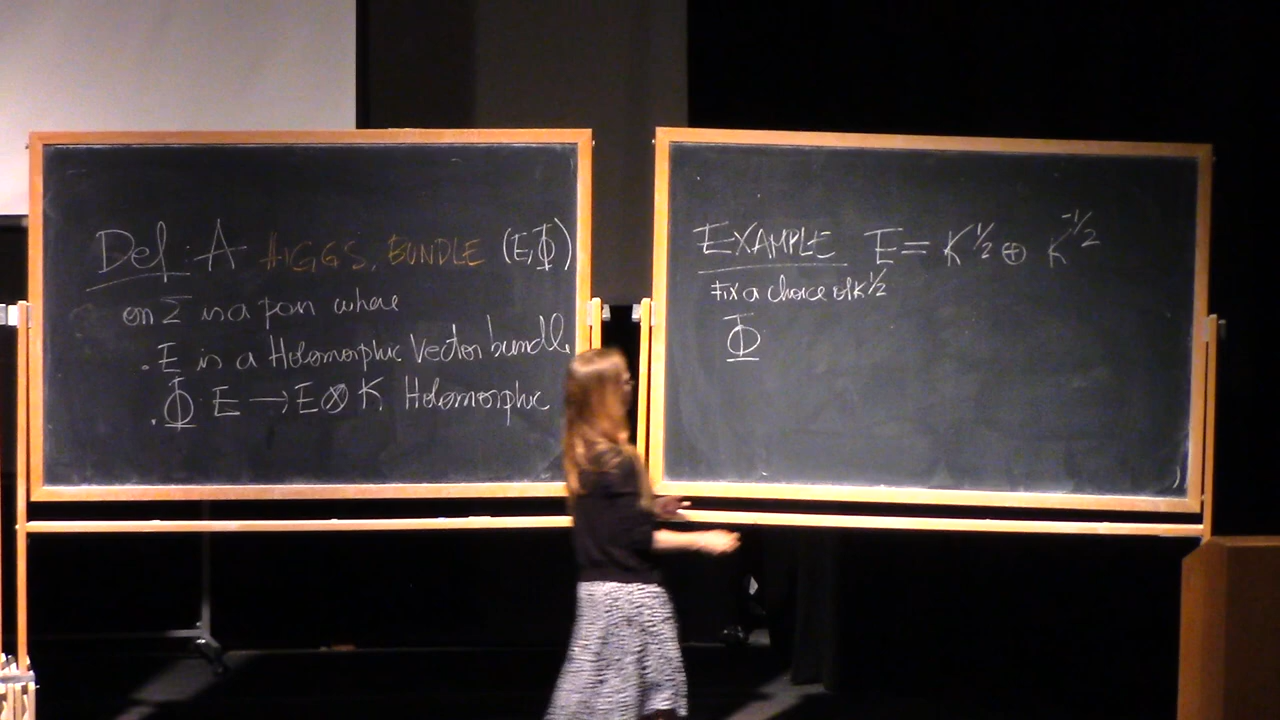 Def: A HIGGS, BUNDLE (E,Φ)
on Σ is a pair where
. E is a Holomorphic Vector bundle
. Φ: E → E ⊗ K Holomorphic
EXAMPLE E = K^{1/2} ⊕ K^{-1/2}
Fix a choice of K^{1/2}
Φ